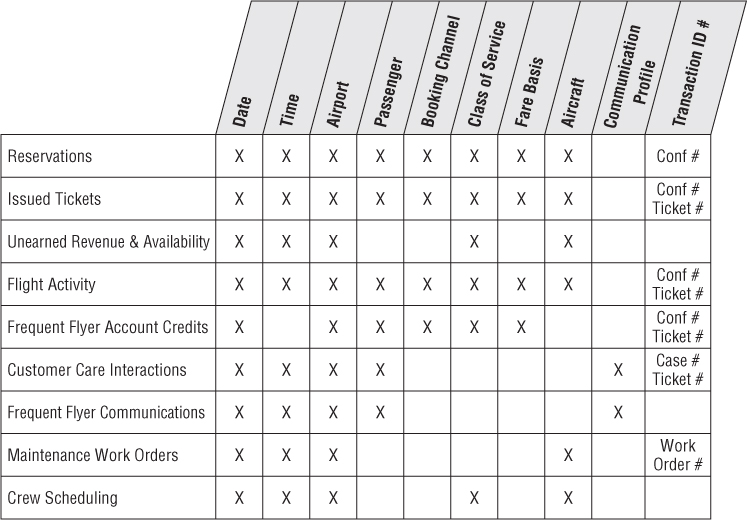 Date
Time
Airport
Passenger
Booking Channel
Class of Service
Fare Basis
Aircraft
Communication
Profile
Transaction ID #
Reservations X X X X X X X X Conf #
Issued Tickets X X X X X X X X Conf #
Ticket #
Unearned Revenue & Availability X X X X X
Flight Activity X X X X X X X X Conf #
Ticket #
Frequent Flyer Account Credits X X X X X X Conf #
Ticket #
Customer Care Interactions X X X X X Case #
Ticket #
Frequent Flyer Communications X X X X X
Maintenance Work Orders X X X X Work
Order #
Crew Scheduling X X X X X